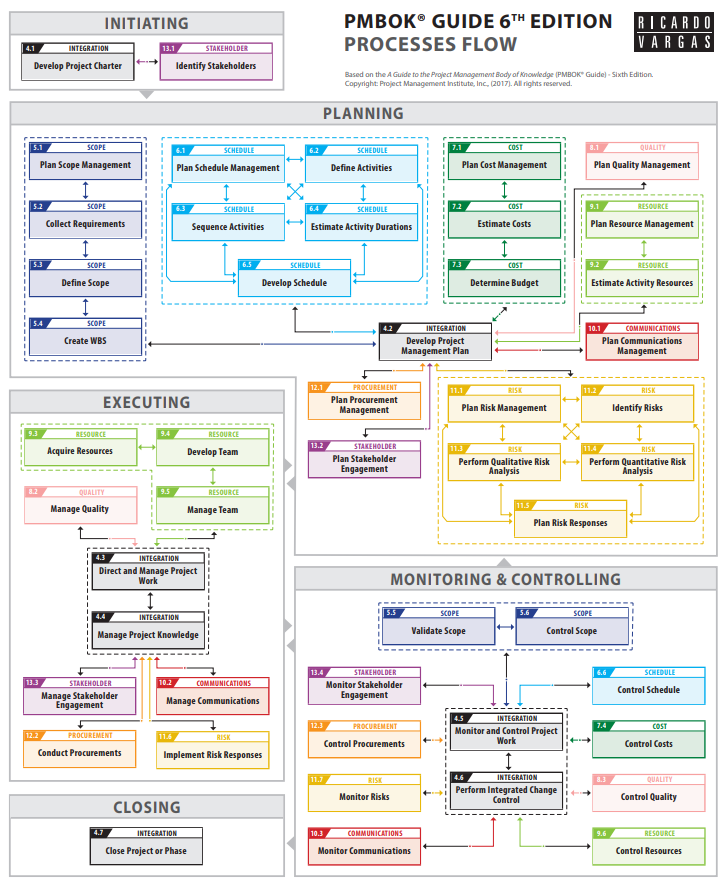 INITIATING
4.1 INTEGRATION
Develop Project Charter
13.1 STAKEHOLDER
Identify Stakeholders
PMBOK® GUIDE 6TH EDITION
PROCESSES FLOW
RICARDO
VARGAS
Based on the A Guide to the Project Management Body of Knowledge (PMBOK® Guide) - Sixth Edition.
Copyright: Project Management Institute, Inc., (2017). All rights reserved.
PLANNING
5.1 SCOPE
Plan Scope Management
5.2 SCOPE
Collect Requirements
5.3 SCOPE
Define Scope
5.4 SCOPE
Create WBS
6.1 SCHEDULE
Plan Schedule Management
6.2 SCHEDULE
Define Activities
6.3 SCHEDULE
Sequence Activities
6.4 SCHEDULE
Estimate Activity Durations
6.5 SCHEDULE
Develop Schedule
7.1 COST
Plan Cost Management
7.2 COST
Estimate Costs
7.3 COST
Determine Budget
8.1 QUALITY
Plan Quality Management
9.1 RESOURCE
Plan Resource Management
9.2 RESOURCE
Estimate Activity Resources
4.2 INTEGRATION
Develop Project
Management Plan
10.1 COMMUNICATIONS
Plan Communications
Management
12.1 PROCUREMENT
Plan Procurement
Management
13.2 STAKEHOLDER
Plan Stakeholder
Engagement
11.1 RISK
Plan Risk Management
11.2 RISK
Identify Risks
11.3 RISK
Perform Qualitative Risk
Analysis
11.4 RISK
Perform Quantitative Risk
Analysis
11.5 RISK
Plan Risk Responses
EXECUTING
9.3 RESOURCE
Acquire Resources
9.4 RESOURCE
Develop Team
8.2 QUALITY
Manage Quality
9.5 RESOURCE
Manage Team
4.3 INTEGRATION
Direct and Manage Project
Work
4.4 INTEGRATION
Manage Project Knowledge
13.3 STAKEHOLDER
Manage Stakeholder
Engagement
10.2 COMMUNICATIONS
Manage Communications
12.2 PROCUREMENT
Conduct Procurements
11.6 RISK
Implement Risk Responses
MONITORING & CONTROLLING
5.5 SCOPE
Validate Scope
5.6 SCOPE
Control Scope
13.4 STAKEHOLDER
Monitor Stakeholder
Engagement
6.6 SCHEDULE
Control Schedule
12.3 PROCUREMENT
Control Procurements
4.5 INTEGRATION
Monitor and Control Project
Work
7.4 COST
Control Costs
11.7 RISK
Monitor Risks
4.6 INTEGRATION
Perform Integrated Change
Control
8.3 QUALITY
Control Quality
10.3 COMMUNICATIONS
Monitor Communications
9.6 RESOURCE
Control Resources
CLOSING
4.7 INTEGRATION
Close Project or Phase